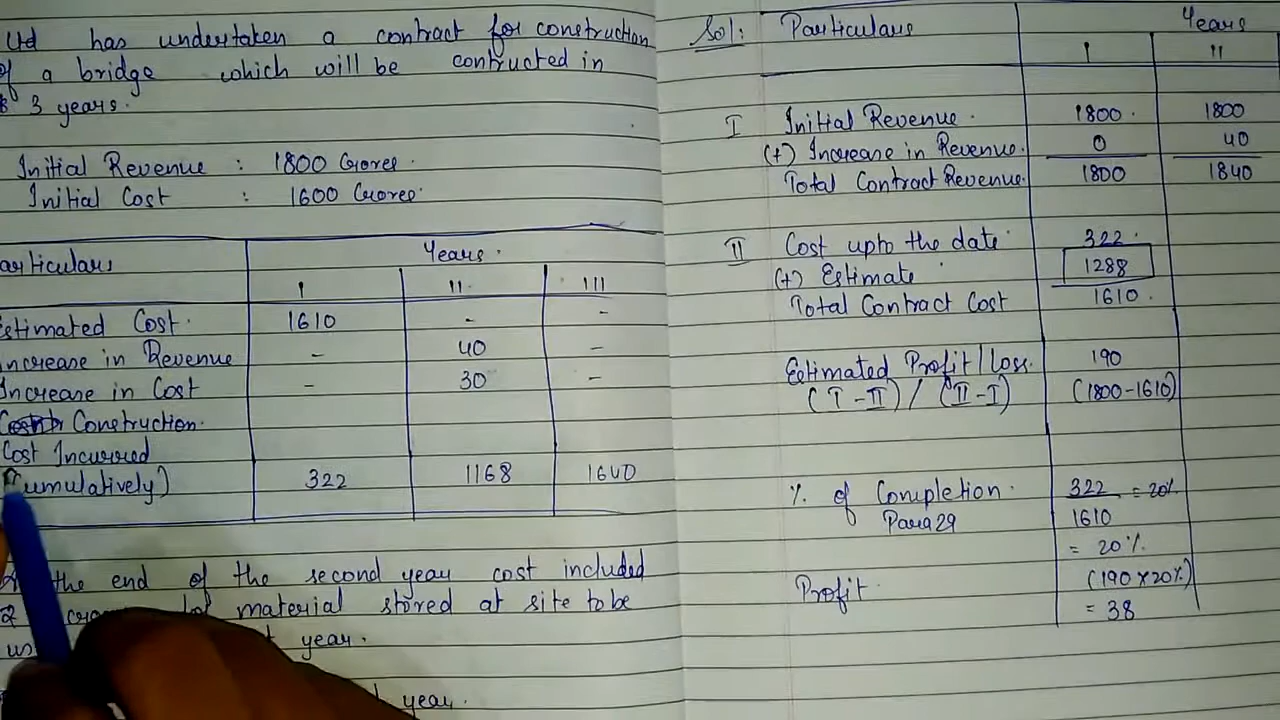 Ltd has undertaken a contract for construction
of a bridge which will be contructed in
3 years.
Initial Revenue : 1800 Crores.
Initial Cost : 1600 Crores.
Particulars Years.
I II III
Estimated Cost. 1610 - -
Increase in Revenue - 40 -
Increase in Cost - 30 -
Construction.
Cost Incurred
(Cumulatively) 322 1168 1640
the end of the second year cost included
material stored at site to be
year.
year.
Sol: Particulars Years
I II
I Initial Revenue. 1800. 1800
(+) Increase in Revenue. 0 40
Total Contract Revenue. 1800 1840
II Cost upto the date. 322.
(+) Estimate 1288
Total Contract Cost 1610.
Estimated Profit/Loss. 190
(I-II)/(II-I) (1800-1610)
% of Completion. 322 = 20%
Para 29 1610
= 20%.
Profit. (190x20%)
= 38